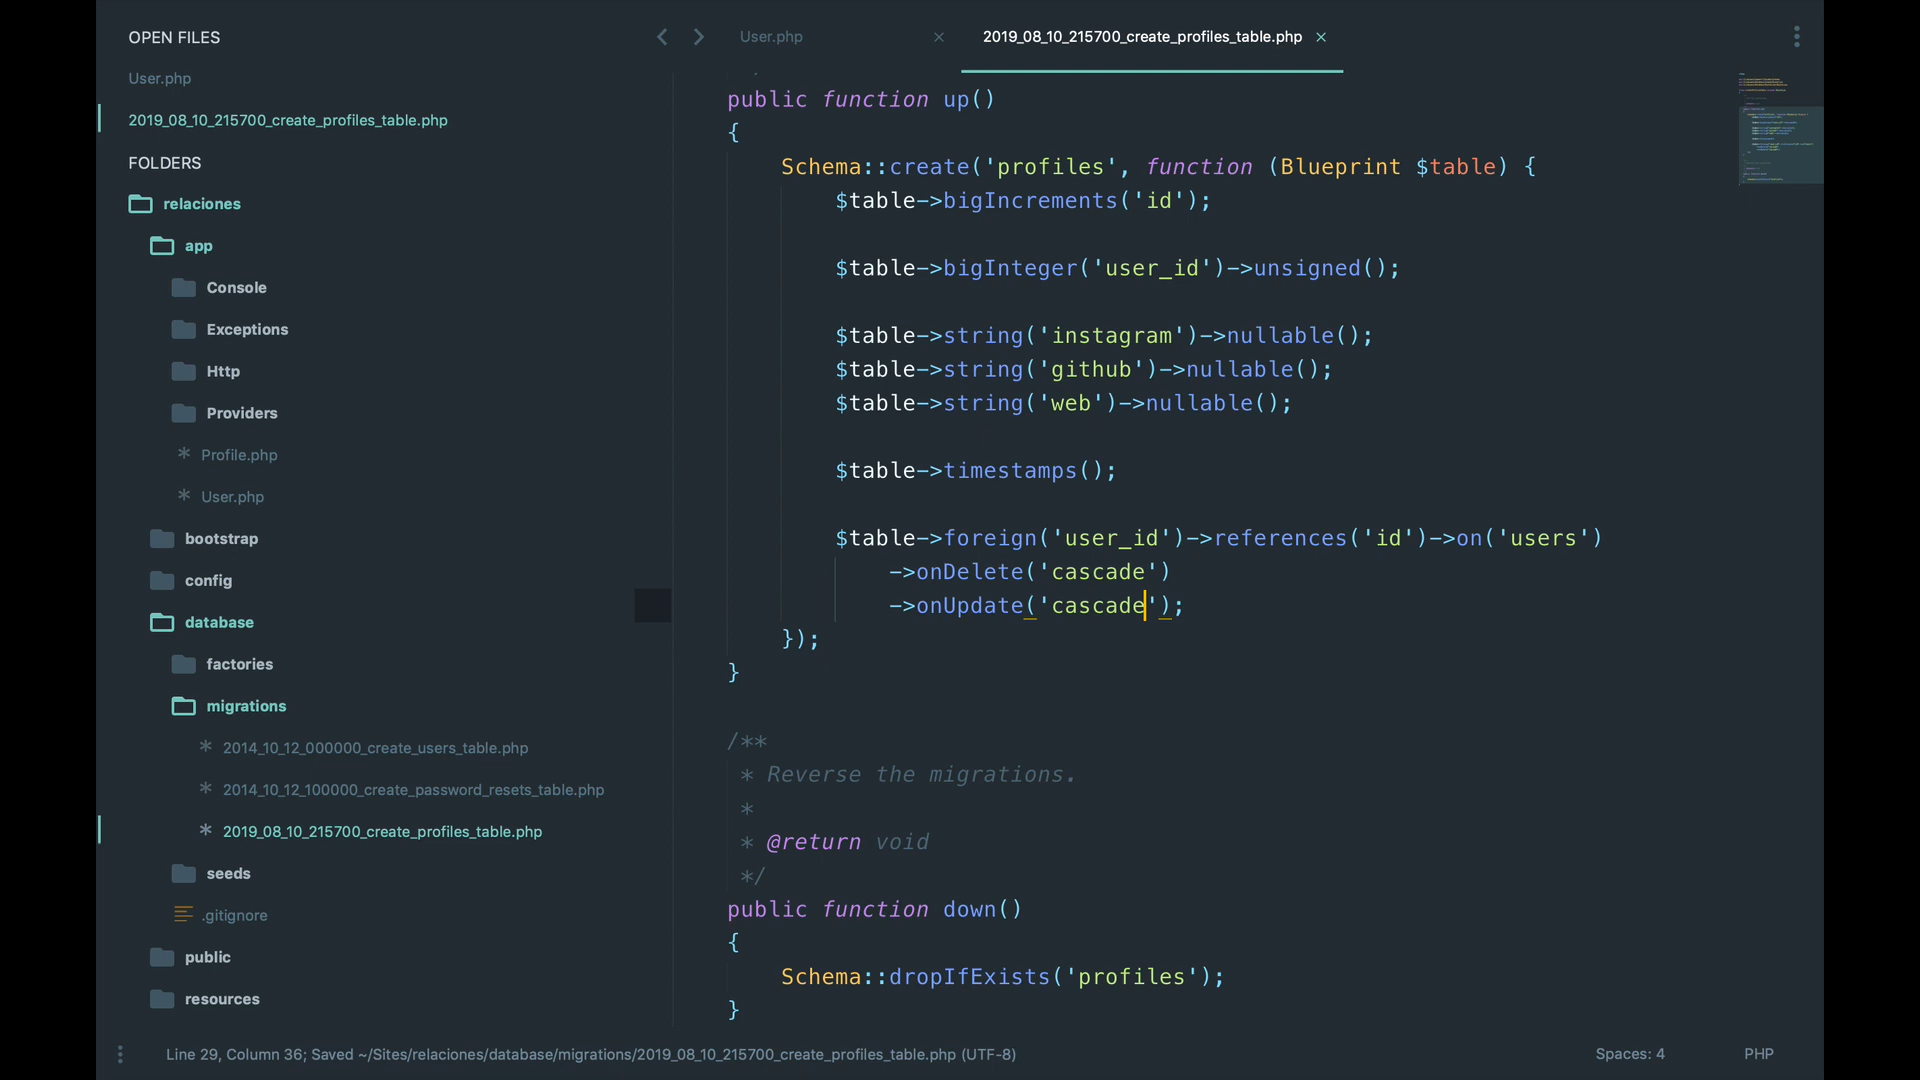 OPEN FILES
User.php
2019_08_10_215700_create_profiles_table.php
FOLDERS
relaciones
app
Console
Exceptions
Http
Providers
* Profile.php
* User.php
bootstrap
config
database
factories
migrations
* 2014_10_12_000000_create_users_table.php
* 2014_10_12_100000_create_password_resets_table.php
* 2019_08_10_215700_create_profiles_table.php
seeds
.gitignore
public
resources
User.php ×
2019_08_10_215700_create_profiles_table.php ×
public function up()
{
    Schema::create('profiles', function (Blueprint $table) {
        $table->bigIncrements('id');

        $table->bigInteger('user_id')->unsigned();

        $table->string('instagram')->nullable();
        $table->string('github')->nullable();
        $table->string('web')->nullable();

        $table->timestamps();

        $table->foreign('user_id')->references('id')->on('users')
            ->onDelete('cascade')
            ->onUpdate('cascade');
    });
}

/**
 * Reverse the migrations.
 *
 * @return void
 */
public function down()
{
    Schema::dropIfExists('profiles');
}
Line 29, Column 36; Saved ~/Sites/relaciones/database/migrations/2019_08_10_215700_create_profiles_table.php (UTF-8)
Spaces: 4
PHP